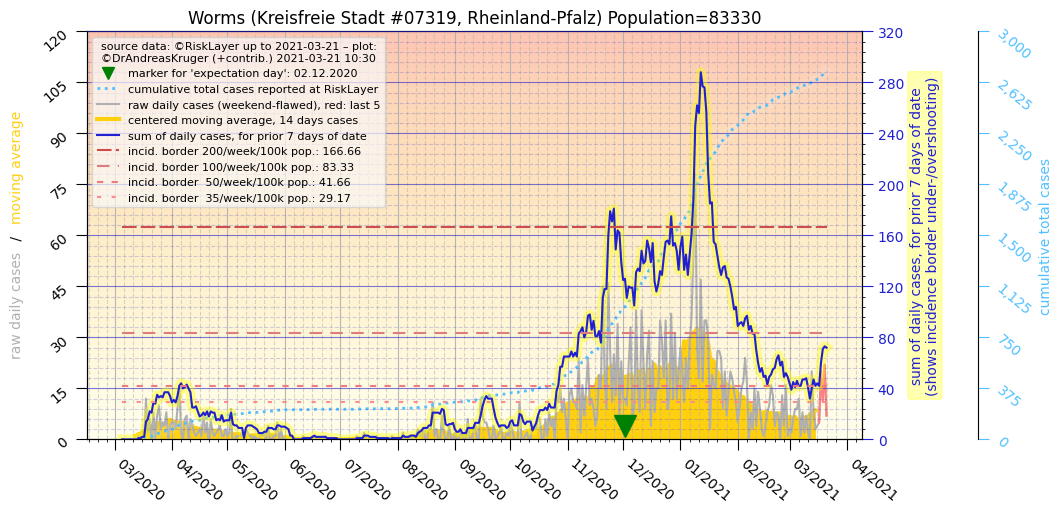 Worms (Kreisfreie Stadt #07319, Rheinland-Pfalz) Population=83330
source data: ©RiskLayer up to 2021-03-21 – plot:
©DrAndreasKruger (+contrib.) 2021-03-21 10:30
marker for 'expectation day': 02.12.2020
cumulative total cases reported at RiskLayer
raw daily cases (weekend-flawed), red: last 5
centered moving average, 14 days cases
sum of daily cases, for prior 7 days of date
incid. border 200/week/100k pop.: 166.66
incid. border 100/week/100k pop.: 83.33
incid. border  50/week/100k pop.: 41.66
incid. border  35/week/100k pop.: 29.17
raw daily cases / moving average
120
105
90
75
60
45
30
15
0
320
280
240
200
160
120
80
40
0
sum of daily cases, for prior 7 days of date
(shows incidence border under-/overshooting)
3,000
2,625
2,250
1,875
1,500
1,125
750
375
0
cumulative total cases
03/2020
04/2020
05/2020
06/2020
07/2020
08/2020
09/2020
10/2020
11/2020
12/2020
01/2021
02/2021
03/2021
04/2021